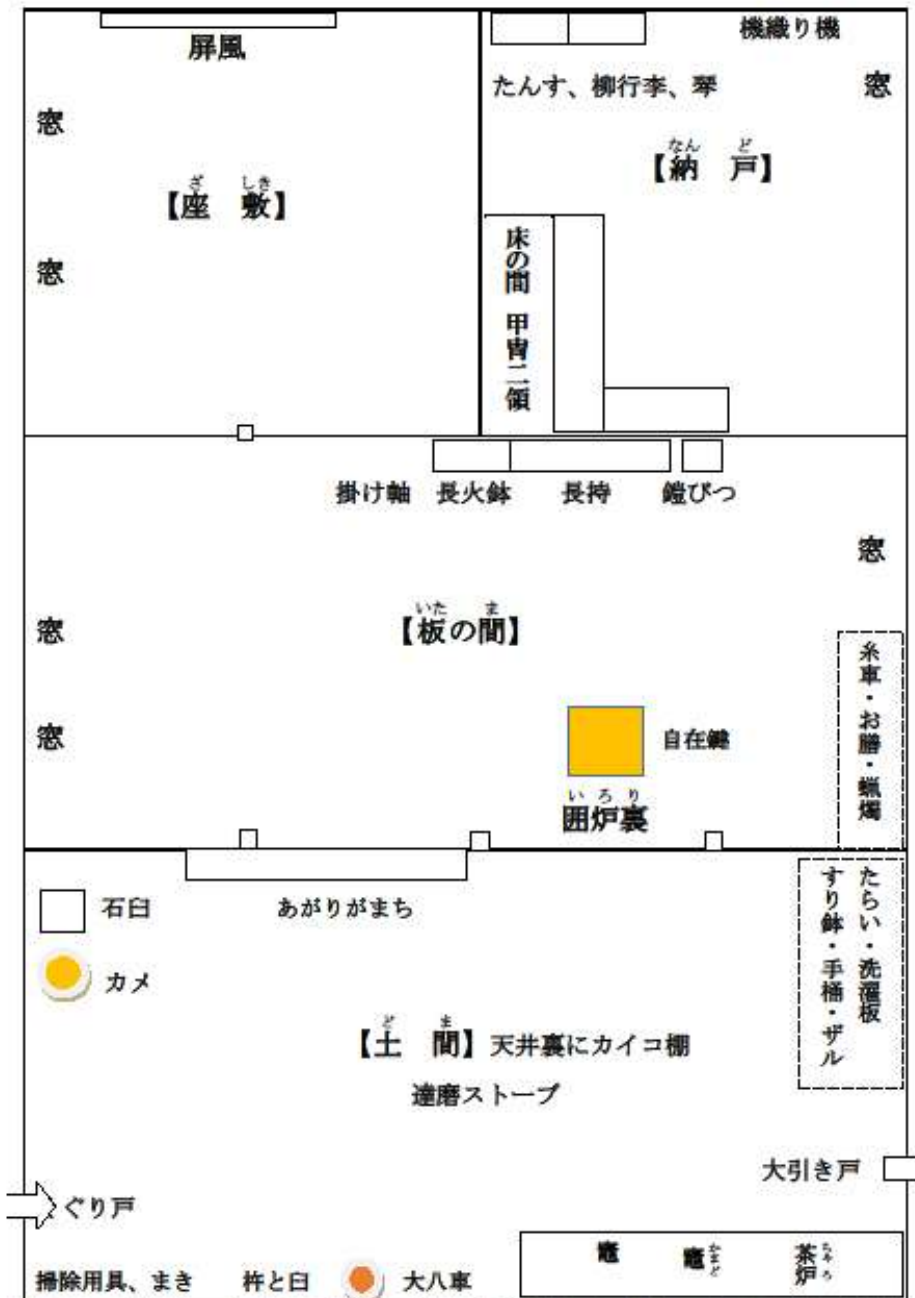 屏風
機織り機
たんす、柳行李、琴
窓
窓
なん ど
【納 戸】
ざ しき
【座 敷】
床の間 甲冑二領
窓
掛け軸 長火鉢 長持 鎧びつ
窓
いた ま
【板の間】
窓
糸車・お膳・蝋燭
窓
自在鍵
い ろ り
囲炉裏
石臼
あがりがまち
たらい・洗濯板
すり鉢・手桶・ザル
カメ
ど ま
【土 間】天井裏にカイコ棚
達磨ストーブ
大引き戸
ぐり戸
竈
竈
かまど
茶炉
ちゃろ
掃除用具、まき 杵と臼 大八車